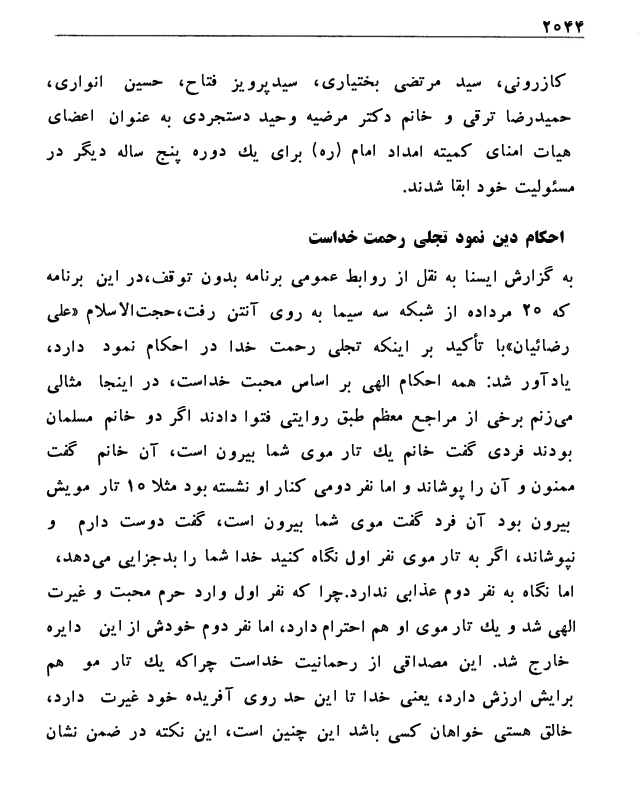 ۲۰۴۴
کازرونی، سید مرتضی بختیاری، سیدپرویز فتاح، حسین انواری،
حمیدرضا ترقی و خانم دکتر مرضیه وحید دستجردی به عنوان اعضای
هیات امنای کمیته امداد امام (ره) برای یك دوره پنج ساله دیگر در
مسئولیت خود ابقا شدند.
احکام دین نمود تجلی رحمت خداست
به گزارش ایسنا به نقل از روابط عمومی برنامه بدون توقف،در این برنامه
که ۲۰ مرداده از شبکه سه سیما به روی آنتن رفت،حجت‌الاسلام «علی
رضائیان»با تأکید بر اینکه تجلی رحمت خدا در احکام نمود دارد،
یادآور شد: همه احکام الهی بر اساس محبت خداست، در اینجا مثالی
می‌زنم برخی از مراجع معظم طبق روایتی فتوا دادند اگر دو خانم مسلمان
بودند فردی گفت خانم یك تار موی شما بیرون است، آن خانم گفت
ممنون و آن را پوشاند و اما نفر دومی کنار او نشسته بود مثلا ۱۵ تار مویش
بیرون بود آن فرد گفت موی شما بیرون است، گفت دوست دارم و
نپوشاند، اگر به تار موی نفر اول نگاه کنید خدا شما را بدجزایی می‌دهد،
اما نگاه به نفر دوم عذابی ندارد.چرا که نفر اول وارد حرم محبت و غیرت
الهی شد و یك تار موی او هم احترام دارد، اما نفر دوم خودش از این دایره
خارج شد. این مصداقی از رحمانیت خداست چراکه یك تار مو هم
برایش ارزش دارد، یعنی خدا تا این حد روی آفریده خود غیرت دارد،
خالق هستی خواهان کسی باشد این چنین است، این نکته در ضمن نشان